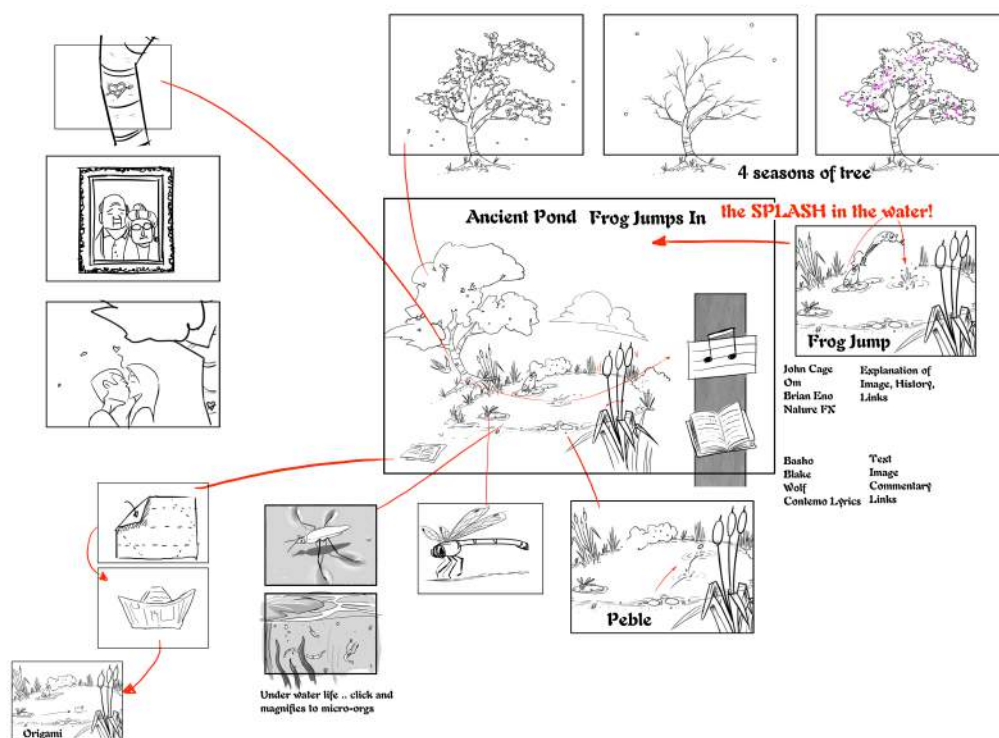 4 seasons of tree
Ancient Pond Frog Jumps In
the SPLASH in the water!
Frog Jump
John Cage
Om
Brian Eno
Nature FX
Explanation of
Image, History,
Links
Basho
Blake
Wolf
Contemo Lyrics
Text
Image
Commentary
Links
Peble
Under water life .. click and
magnifies to micro-orgs
Origami